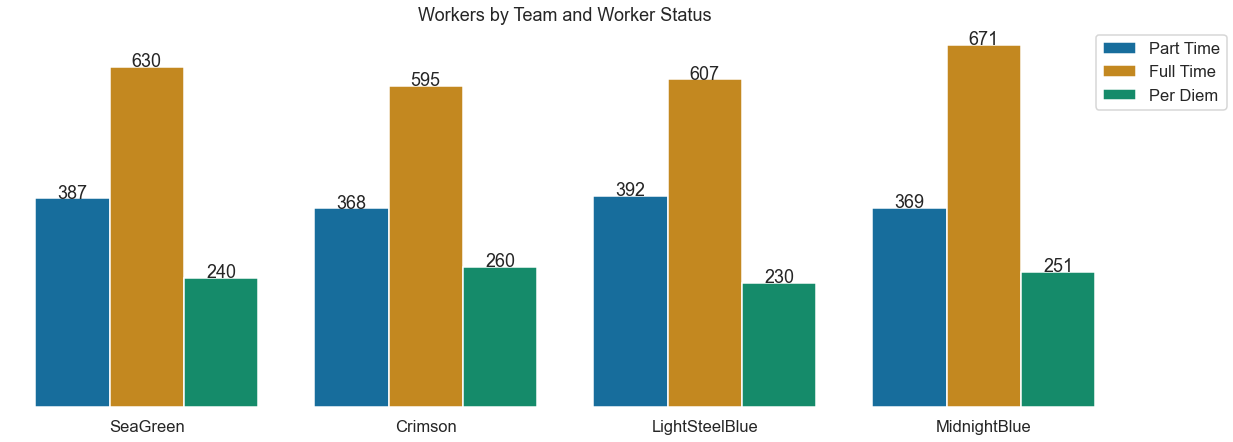 Workers by Team and Worker Status
Part Time
Full Time
Per Diem
387
630
240
368
595
260
392
607
230
369
671
251
SeaGreen
Crimson
LightSteelBlue
MidnightBlue